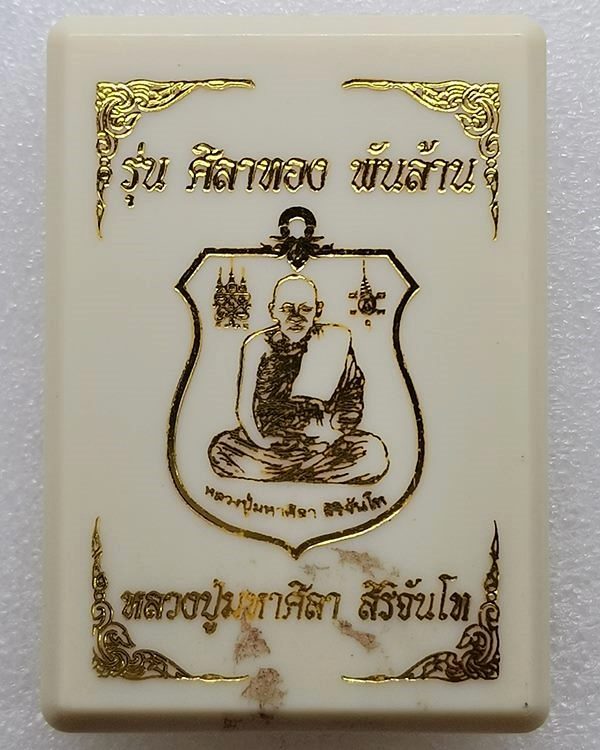 รุ่น ศิลาทอง พันล้าน
หลวงปู่มหาศิลา สิริจันโท
หลวงปู่มหาศิลา สิริจันโท